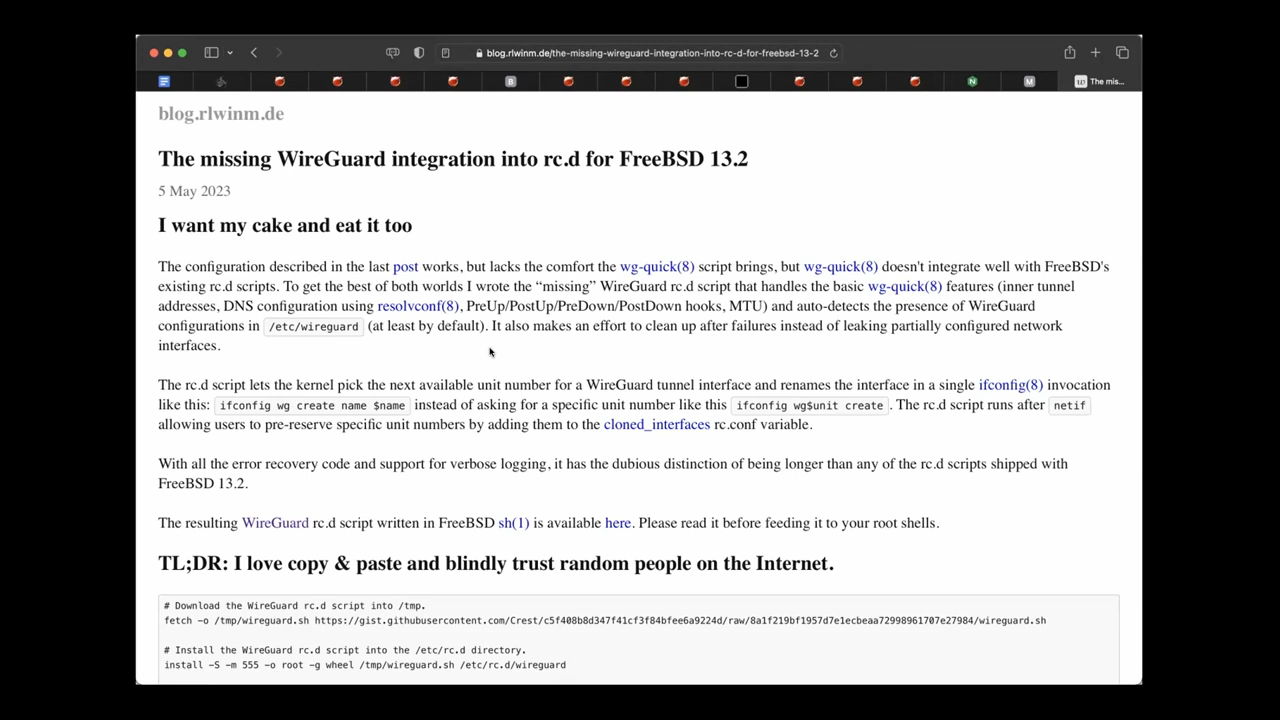 blog.rlwinm.de/the-missing-wireguard-integration-into-rc-d-for-freebsd-13-2
B
N
M
The mis...
blog.rlwinm.de
The missing WireGuard integration into rc.d for FreeBSD 13.2
5 May 2023
I want my cake and eat it too
The configuration described in the last post works, but lacks the comfort the wg-quick(8) script brings, but wg-quick(8) doesn't integrate well with FreeBSD's
existing rc.d scripts. To get the best of both worlds I wrote the “missing” WireGuard rc.d script that handles the basic wg-quick(8) features (inner tunnel
addresses, DNS configuration using resolvconf(8), PreUp/PostUp/PreDown/PostDown hooks, MTU) and auto-detects the presence of WireGuard
configurations in /etc/wireguard (at least by default). It also makes an effort to clean up after failures instead of leaking partially configured network
interfaces.
The rc.d script lets the kernel pick the next available unit number for a WireGuard tunnel interface and renames the interface in a single ifconfig(8) invocation
like this: ifconfig wg create name $name instead of asking for a specific unit number like this ifconfig wg$unit create. The rc.d script runs after netif
allowing users to pre-reserve specific unit numbers by adding them to the cloned_interfaces rc.conf variable.
With all the error recovery code and support for verbose logging, it has the dubious distinction of being longer than any of the rc.d scripts shipped with
FreeBSD 13.2.
The resulting WireGuard rc.d script written in FreeBSD sh(1) is available here. Please read it before feeding it to your root shells.
TL;DR: I love copy & paste and blindly trust random people on the Internet.
# Download the WireGuard rc.d script into /tmp.
fetch -o /tmp/wireguard.sh https://gist.githubusercontent.com/Crest/c5f408b8d347f41cf3f84bfee6a9224d/raw/8a1f219bf1957d7e1ecbeaa72998961707e27984/wireguard.sh
# Install the WireGuard rc.d script into the /etc/rc.d directory.
install -S -m 555 -o root -g wheel /tmp/wireguard.sh /etc/rc.d/wireguard